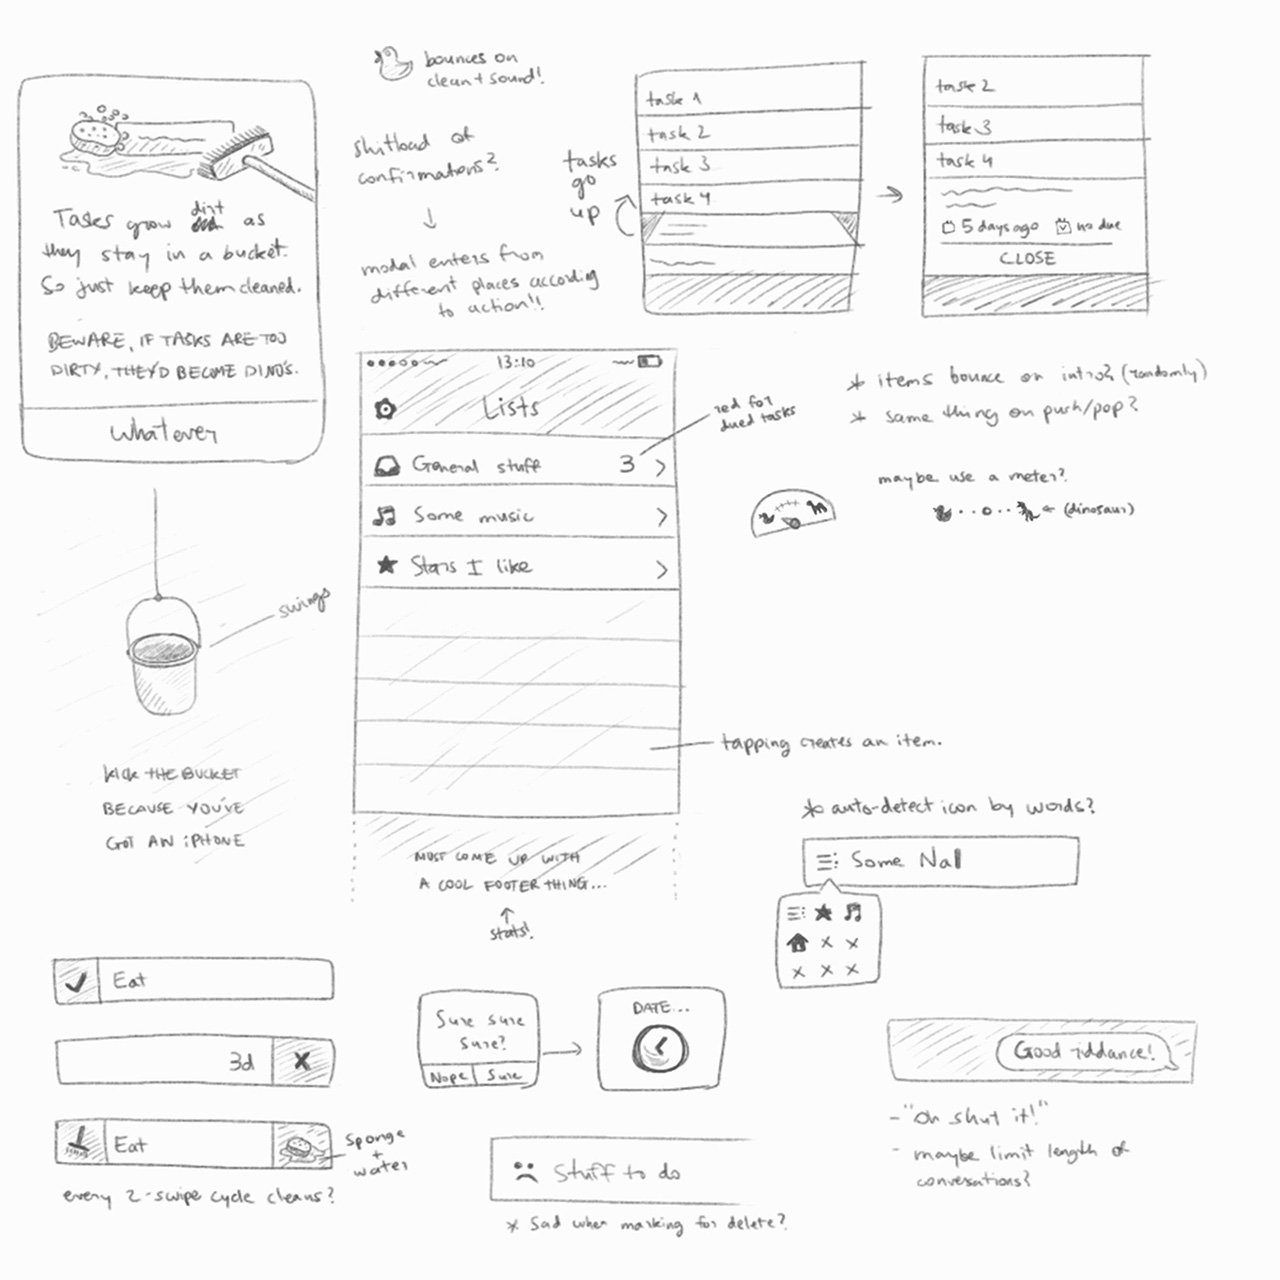 bounces on
clean + sound!
Tasks grow dirt as
they stay in a bucket.
So just keep them cleaned.
BEWARE, IF TASKS ARE TOO
DIRTY, THEY'D BECOME DINO'S.
Whatever
shitload of
confirmations?
modal enters from
different places according
to action!!
tasks
go
up
task 1
task 2
task 3
task 4
task 2
task 3
task 4
5 days ago no due
CLOSE
13:10
Lists
General stuff 3
Some music
Stars I like
red for
dued tasks
* items bounce on intro? (randomly)
* same thing on push/pop?
maybe use a meter?
(dinosaur)
swings
KICK THE BUCKET
BECAUSE YOU'VE
GOT AN iPHONE
tapping creates an item.
MUST COME UP WITH
A COOL FOOTER THING...
stats!
* auto-detect icon by words?
Some Na
Eat
3d
Eat
sponge
+
water
every 2-swipe cycle cleans?
Sure sure
sure?
Nope Sure
DATE...
Stuff to do
* Sad when marking for delete?
Good riddance!
- "Oh shut it!"
- maybe limit length of
conversations?